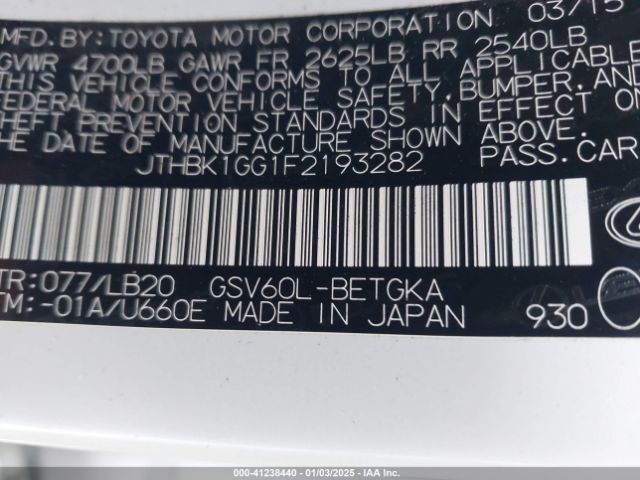 MFD.BY:TOYOTA MOTOR CORPORATION 03/15
GVWR 4700LB GAWR FR 2625LB RR 2540LB
THIS VEHICLE CONFORMS TO ALL APPLICABLE
FEDERAL MOTOR VEHICLE SAFETY,BUMPER,AND
THEFT PREVENTION STANDARDS IN EFFECT ON
THE DATE OF MANUFACTURE SHOWN ABOVE.
JTHBK1GG1F2193282 PASS.CAR
TR:077/LB20 GSV60L-BETGKA
TM:-01A/U660E MADE IN JAPAN 930
000-41238440 - 01/03/2025 - IAA Inc.